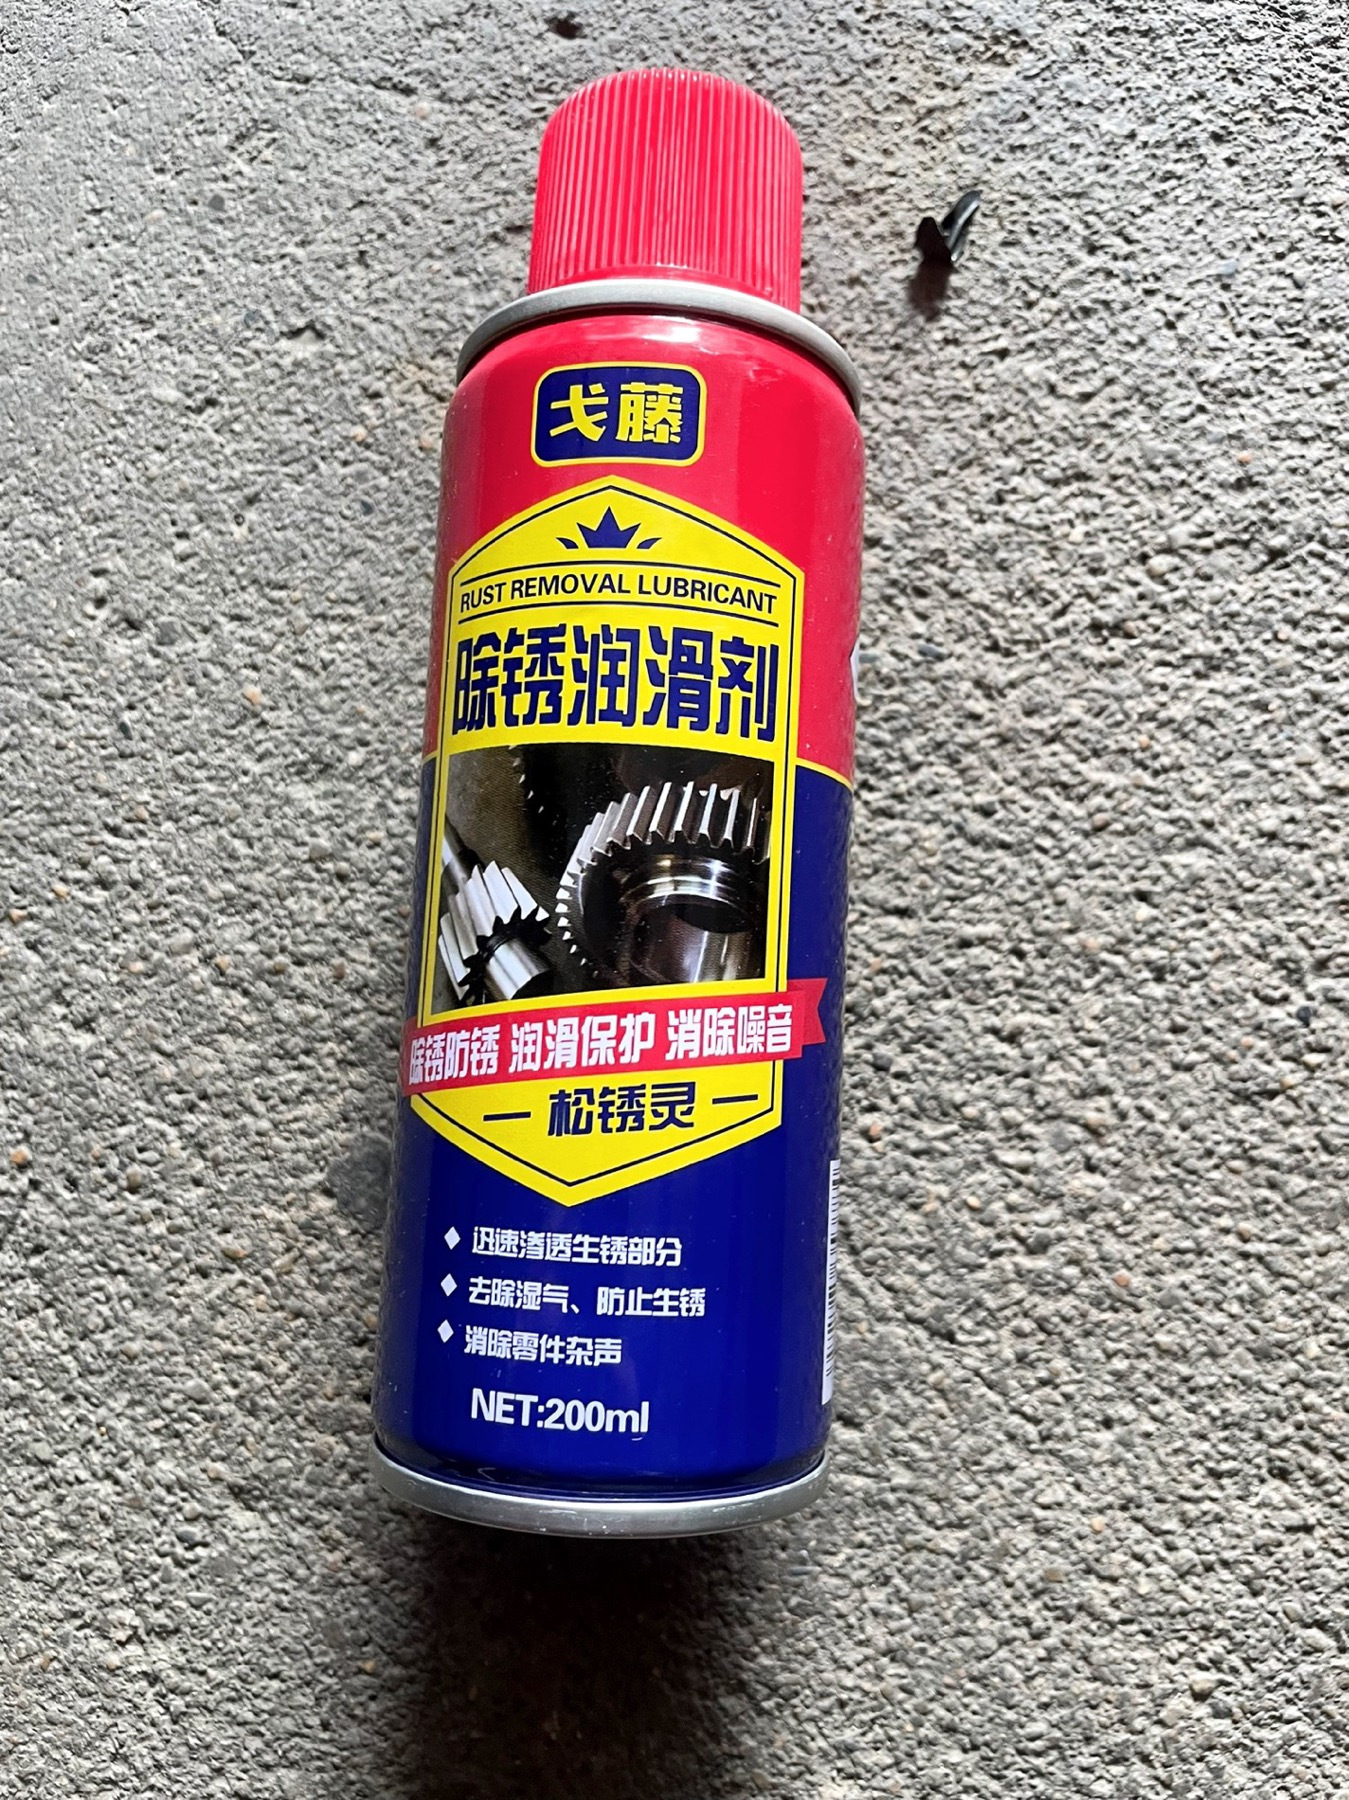 戈藤
RUST REMOVAL LUBRICANT
除锈润滑剂
除锈防锈 润滑保护 消除噪音
松锈灵
迅速渗透生锈部分
去除湿气、防止生锈
消除零件杂声
NET:200ml